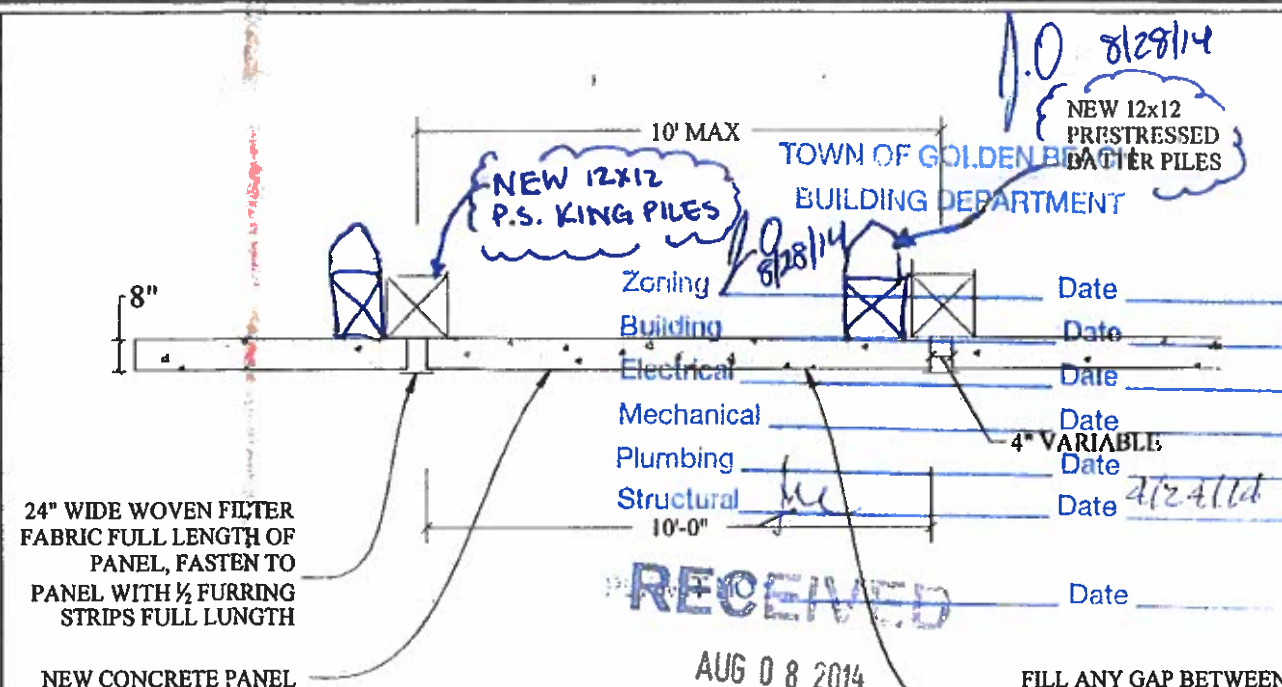 J.O 8/28/14
NEW 12x12
PRESTRESSED
BATTER PILES
10' MAX
TOWN OF GOLDEN BEACH
BUILDING DEPARTMENT
NEW 12x12
P.S. KING PILES
J.O
8/28/14
8"
Zoning Date
Building Date
Electrical Date
Mechanical Date
4" VARIABLE
Plumbing Date
Structural Date
10'-0"
24" WIDE WOVEN FILTER
FABRIC FULL LENGTH OF
PANEL, FASTEN TO
PANEL WITH ½ FURRING
STRIPS FULL LUNGTH
RECEIVED
Date
AUG 08 2014
NEW CONCRETE PANEL
FILL ANY GAP BETWEEN